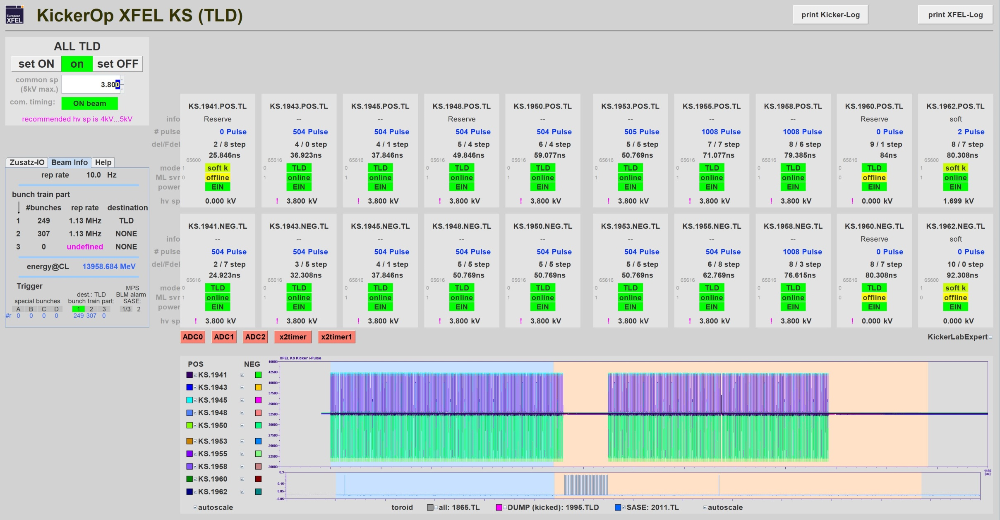 European
XFEL
KickerOp XFEL KS (TLD)
print Kicker-Log
print XFEL-Log
ALL TLD
set ON on set OFF
common sp
(5kV max.)
3.800
com. timing: ON beam
recommended hv sp is 4kV...5kV
Zusatz-IO Beam Info Help
rep rate 10.0 Hz
bunch train part
#bunches rep rate destination
1 249 1.13 MHz TLD
2 307 1.13 MHz NONE
3 0 undefined NONE
energy@CL 13958.684 MeV
Trigger
special bunches
A B C D
dest.: TLD
bunch train part:
1 2 3
MPS
BLM alarm
SASE:
1/3 2
#r 0 0 0 0 249 307 0
KS.1941.POS.TL KS.1943.POS.TL KS.1945.POS.TL KS.1948.POS.TL KS.1950.POS.TL KS.1953.POS.TL KS.1955.POS.TL KS.1958.POS.TL KS.1960.POS.TL KS.1962.POS.TL
info Reserve -- -- Reserve -- -- -- -- Reserve soft
# pulse 0 Pulse 504 Pulse 504 Pulse 504 Pulse 504 Pulse 505 Pulse 1008 Pulse 1008 Pulse 0 Pulse 2 Pulse
del/Fdel 2 / 8 step 4 / 0 step 4 / 1 step 5 / 4 step 6 / 4 step 5 / 5 step 7 / 7 step 8 / 6 step 9 / 1 step 8 / 7 step
25.846ns 36.923ns 37.846ns 49.846ns 59.077ns 50.769ns 71.077ns 79.385ns 84ns 80.308ns
65600 65616 65616 65616 65616 65616 65616 65616 65616 65600
mode 1 soft k 0 TLD 0 TLD 0 TLD 0 TLD 0 TLD 0 TLD 0 TLD 0 TLD 1 soft k
ML svr 0 offline 1 online 1 online 1 online 1 online 1 online 1 online 1 online 0 offline 1 online
power EIN EIN EIN EIN EIN EIN EIN EIN EIN EIN
hv sp 0.000 kV ! 3.800 kV ! 3.800 kV ! 3.800 kV ! 3.800 kV ! 3.800 kV ! 3.800 kV ! 3.800 kV ! 0.000 kV 1.699 kV
KS.1941.NEG.TL KS.1943.NEG.TL KS.1945.NEG.TL KS.1948.NEG.TL KS.1950.NEG.TL KS.1953.NEG.TL KS.1955.NEG.TL KS.1958.NEG.TL KS.1960.NEG.TL KS.1962.NEG.TL
info -- -- -- -- -- -- -- -- Reserve soft
# pulse 504 Pulse 504 Pulse 504 Pulse 504 Pulse 504 Pulse 504 Pulse 504 Pulse 1008 Pulse 0 Pulse 0 Pulse
del/Fdel 2 / 7 step 3 / 5 step 4 / 1 step 5 / 5 step 5 / 5 step 5 / 5 step 6 / 8 step 8 / 3 step 8 / 7 step 10 / 0 step
24.923ns 32.308ns 37.846ns 50.769ns 50.769ns 50.769ns 62.769ns 76.615ns 80.308ns 92.308ns
65616 65616 65616 65616 65616 65616 65616 65616 65616 65600
mode 0 TLD 0 TLD 0 TLD 0 TLD 0 TLD 0 TLD 0 TLD 0 TLD 0 TLD 1 soft k
ML svr 1 online 1 online 1 online 1 online 1 online 1 online 1 online 1 online 0 offline 0 offline
power EIN EIN EIN EIN EIN EIN EIN EIN EIN EIN
hv sp ! 3.800 kV ! 3.800 kV ! 3.800 kV ! 3.800 kV ! 3.800 kV ! 3.800 kV ! 3.800 kV ! 3.800 kV ! 0.000 kV 0.000 kV
ADC0 ADC1 ADC2 x2timer x2timer1
KickerLabExpert
POS NEG
KS.1941
KS.1943
KS.1945
KS.1948
KS.1950
KS.1953
KS.1955
KS.1958
KS.1960
KS.1962
autoscale
XFEL KS Kicker i-Pulse
45000
42500
40000
37500
35000
32500
30000
27500
25000
22500
20000
1450
[us]
0.3
0.15
0.05
-0.05
toroid all: 1865.TL DUMP (kicked): 1995.TLD SASE: 2011.TL autoscale